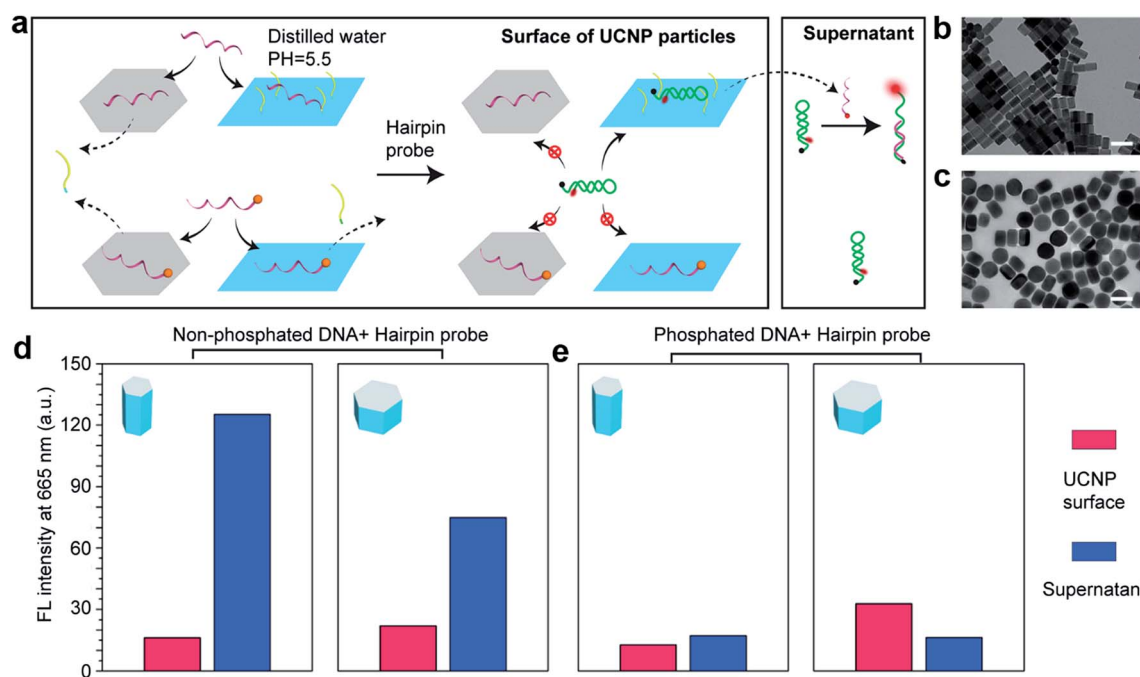 a
Distilled water
PH=5.5
Hairpin
probe
Surface of UCNP particles
Supernatant
b
c
d
Non-phosphated DNA+ Hairpin probe
e
Phosphated DNA+ Hairpin probe
FL intensity at 665 nm (a.u.)
150
120
90
60
30
0
UCNP
surface
Supernatan